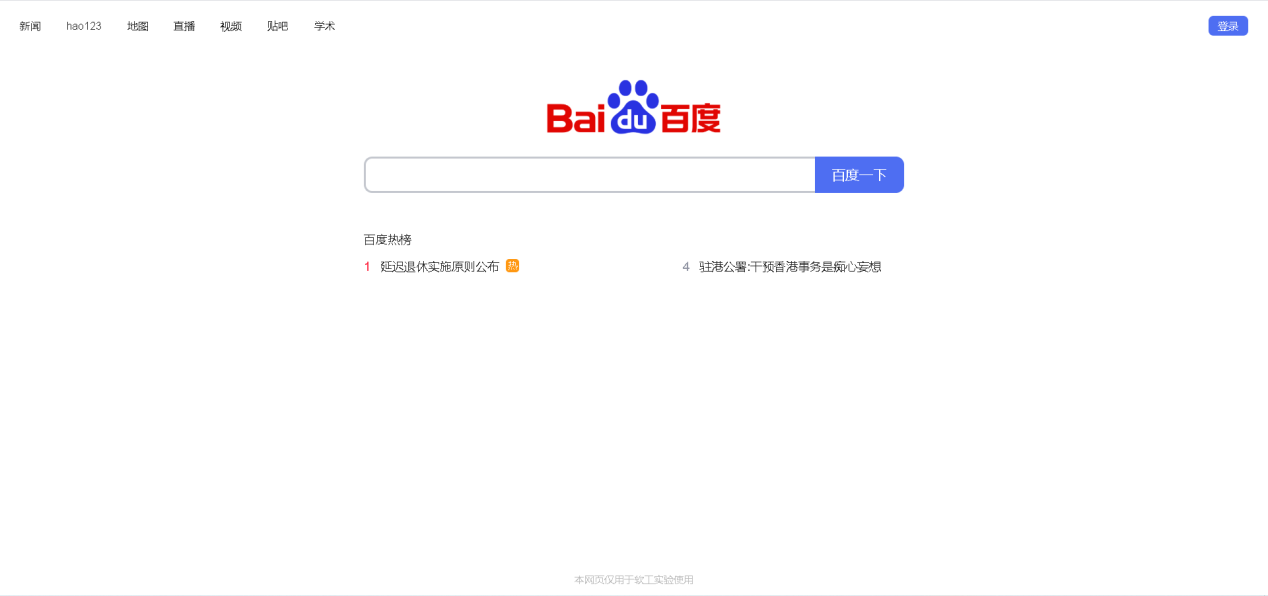 新闻 hao123 地图 直播 视频 贴吧 学术 登录
Bai du 百度
百度一下
百度热榜
1 延迟退休实施原则公布 热 4 驻港公署:干预香港事务是痴心妄想
本网页仅用于软工实验使用